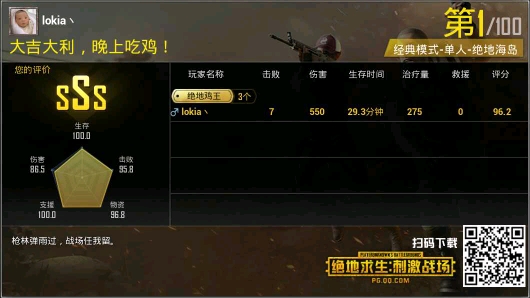 lokia丶
第1/100
大吉大利，晚上吃鸡！
经典模式-单人-绝地海岛
您的评价
SSS
玩家名称 击败 伤害 生存时间 治疗量 救援 评分
绝地鸡王 3个
♂ lokia丶 7 550 29.3分钟 275 0 96.2
生存
100.0
伤害
86.5
击败
95.8
支援
100.0
物资
96.8
枪林弹雨过，战场任我留。
扫码下载
PLAYERUNKNOWN'S BATTLEGROUNDS
绝地求生:刺激战场
PG.QQ.COM